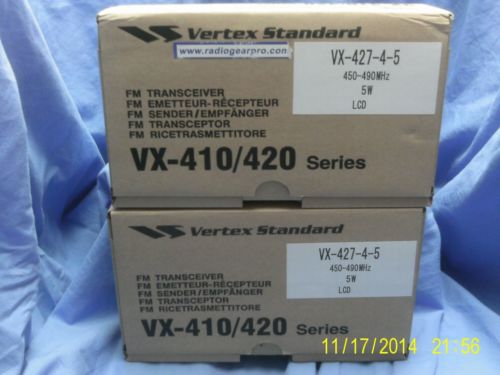 Vertex Standard
www.radiogearpro.com
VX-427-4-5
450-490MHz
5W
LCD
FM TRANSCEIVER
FM EMETTEUR-RÉCEPTEUR
FM SENDER/EMPFÄNGER
FM TRANSCEPTOR
FM RICETRASMETTITORE
VX-410/420 Series
Vertex Standard
VX-427-4-5
450-490MHz
5W
LCD
FM TRANSCEIVER
FM EMETTEUR-RÉCEPTEUR
FM SENDER/EMPFÄNGER
FM TRANSCEPTOR
FM RICETRASMETTITORE
VX-410/420 Series
11/17/2014 21:56